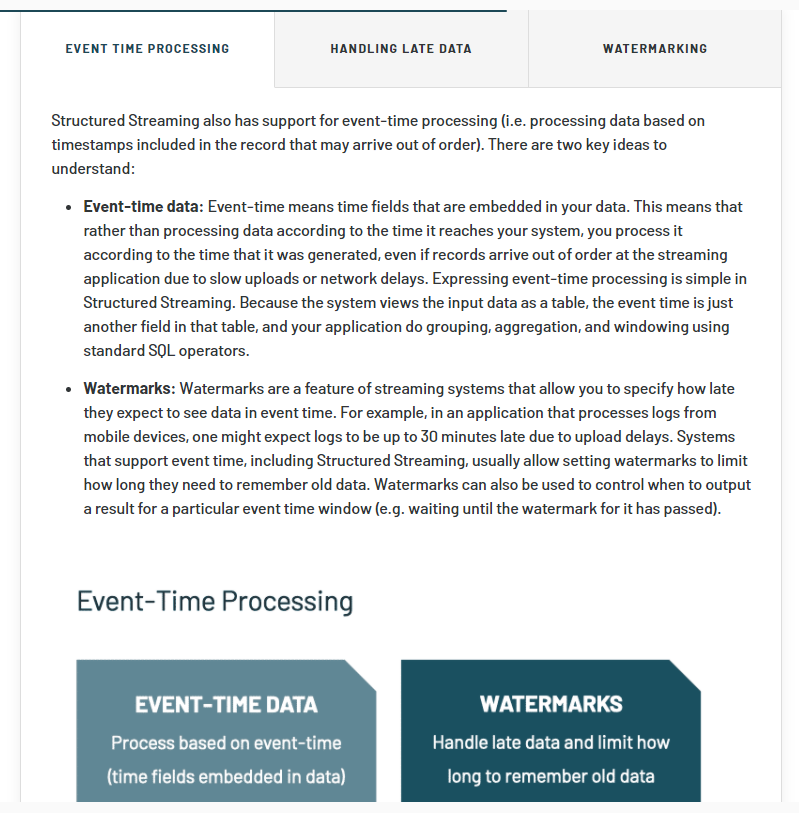 EVENT TIME PROCESSING
HANDLING LATE DATA
WATERMARKING
Structured Streaming also has support for event-time processing (i.e. processing data based on
timestamps included in the record that may arrive out of order). There are two key ideas to
understand:
• Event-time data: Event-time means time fields that are embedded in your data. This means that
rather than processing data according to the time it reaches your system, you process it
according to the time that it was generated, even if records arrive out of order at the streaming
application due to slow uploads or network delays. Expressing event-time processing is simple in
Structured Streaming. Because the system views the input data as a table, the event time is just
another field in that table, and your application do grouping, aggregation, and windowing using
standard SQL operators.
• Watermarks: Watermarks are a feature of streaming systems that allow you to specify how late
they expect to see data in event time. For example, in an application that processes logs from
mobile devices, one might expect logs to be up to 30 minutes late due to upload delays. Systems
that support event time, including Structured Streaming, usually allow setting watermarks to limit
how long they need to remember old data. Watermarks can also be used to control when to output
a result for a particular event time window (e.g. waiting until the watermark for it has passed).
Event-Time Processing
EVENT-TIME DATA
Process based on event-time
(time fields embedded in data)
WATERMARKS
Handle late data and limit how
long to remember old data